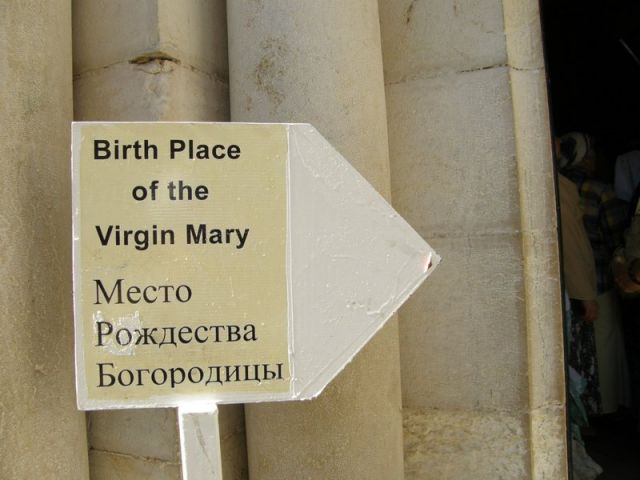 Birth Place
of the
Virgin Mary
Место
Рождества
Богородицы